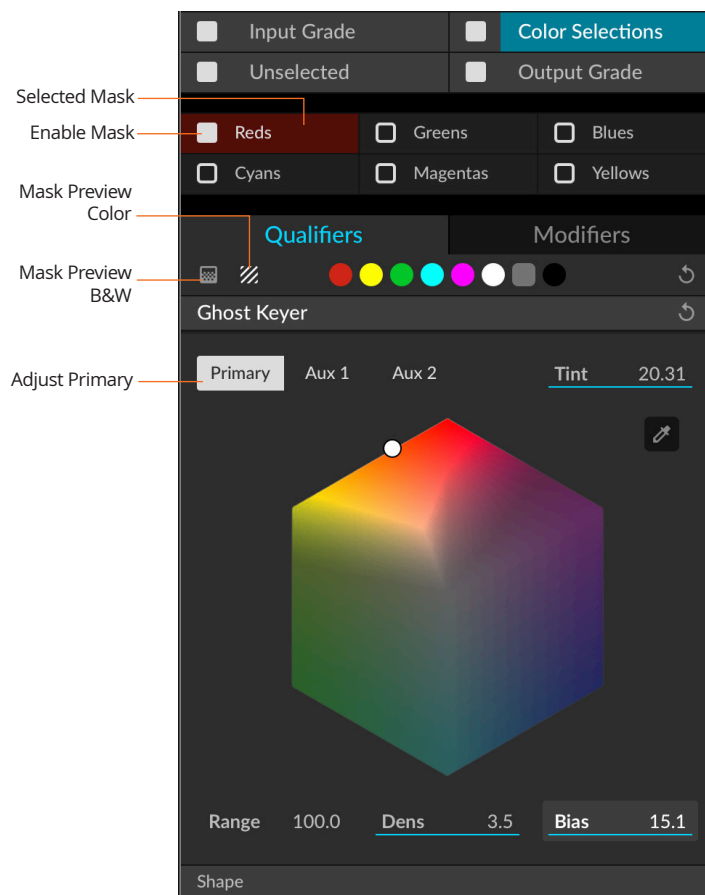 Input Grade
Color Selections
Unselected
Output Grade
Selected Mask
Enable Mask
Reds
Greens
Blues
Cyans
Magentas
Yellows
Mask Preview
Color
Qualifiers
Modifiers
Mask Preview
B&W
Ghost Keyer
Adjust Primary
Primary
Aux 1
Aux 2
Tint 20.31
Range 100.0
Dens 3.5
Bias 15.1
Shape